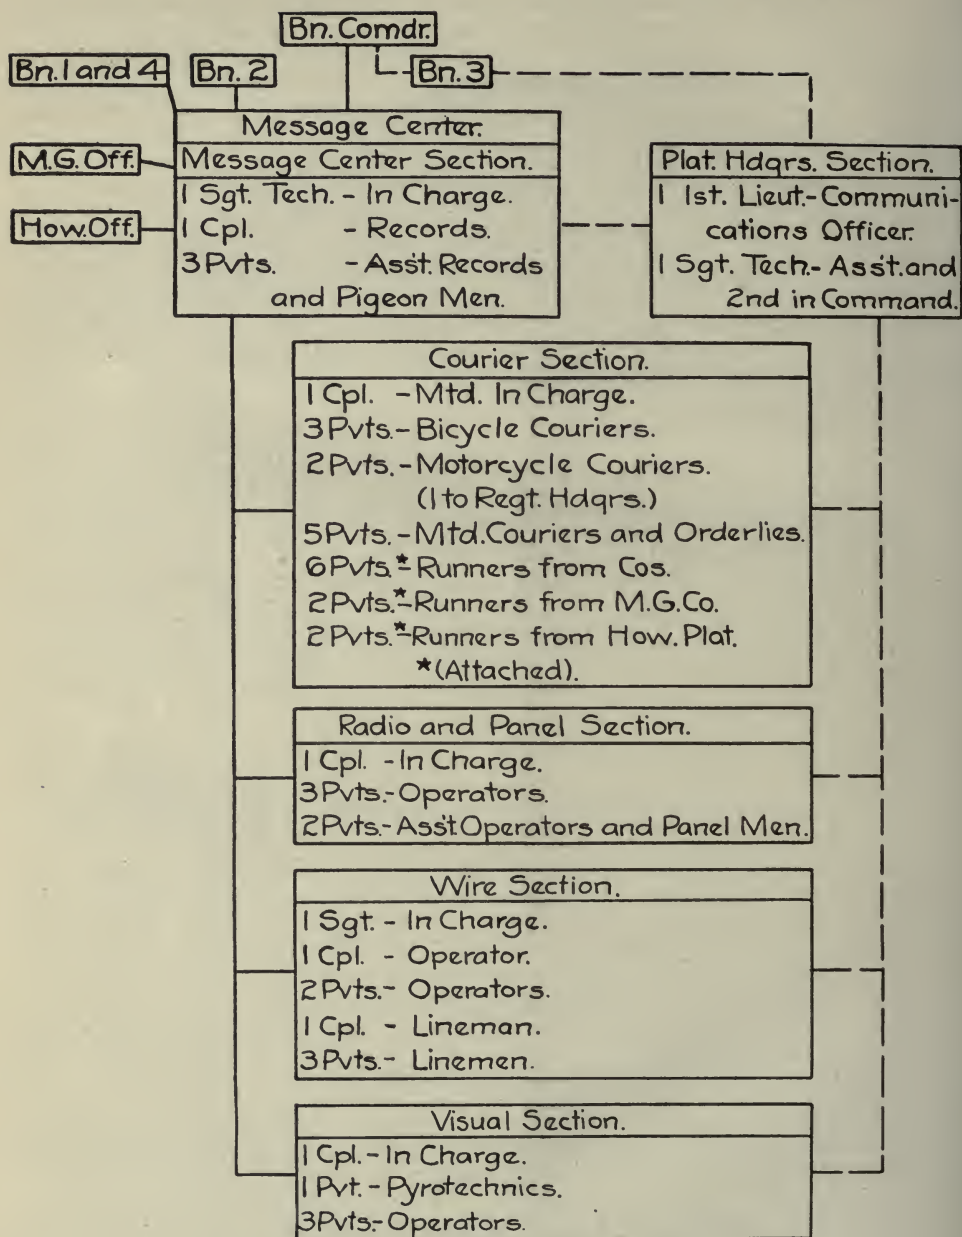 Bn. Comdr.
Bn. 1 and 4
Bn. 2
Bn. 3
Message Center.
Message Center Section.
1 Sgt. Tech. - In Charge.
1 Cpl. - Records.
3 Pvts. - Ass't. Records
and Pigeon Men.
M.G. Off.
How. Off.
Plat. Hdqrs. Section.
1 1st. Lieut.- Communi-
cations Officer.
1 Sgt. Tech.- Ass't. and
2nd in Command.
Courier Section.
1 Cpl. - Mtd. In Charge.
3 Pvts. - Bicycle Couriers.
2 Pvts. - Motorcycle Couriers.
(1 to Regt. Hdqrs.)
5 Pvts. - Mtd. Couriers and Orderlies.
6 Pvts.* - Runners from Cos.
2 Pvts.* - Runners from M.G. Co.
2 Pvts.* - Runners from How. Plat.
*(Attached).
Radio and Panel Section.
1 Cpl. - In Charge.
3 Pvts. - Operators.
2 Pvts. - Ass't Operators and Panel Men.
Wire Section.
1 Sgt. - In Charge.
1 Cpl. - Operator.
2 Pvts. - Operators.
1 Cpl. - Lineman.
3 Pvts. - Linemen.
Visual Section.
1 Cpl. - In Charge.
1 Pvt. - Pyrotechnics.
3 Pvts. - Operators.